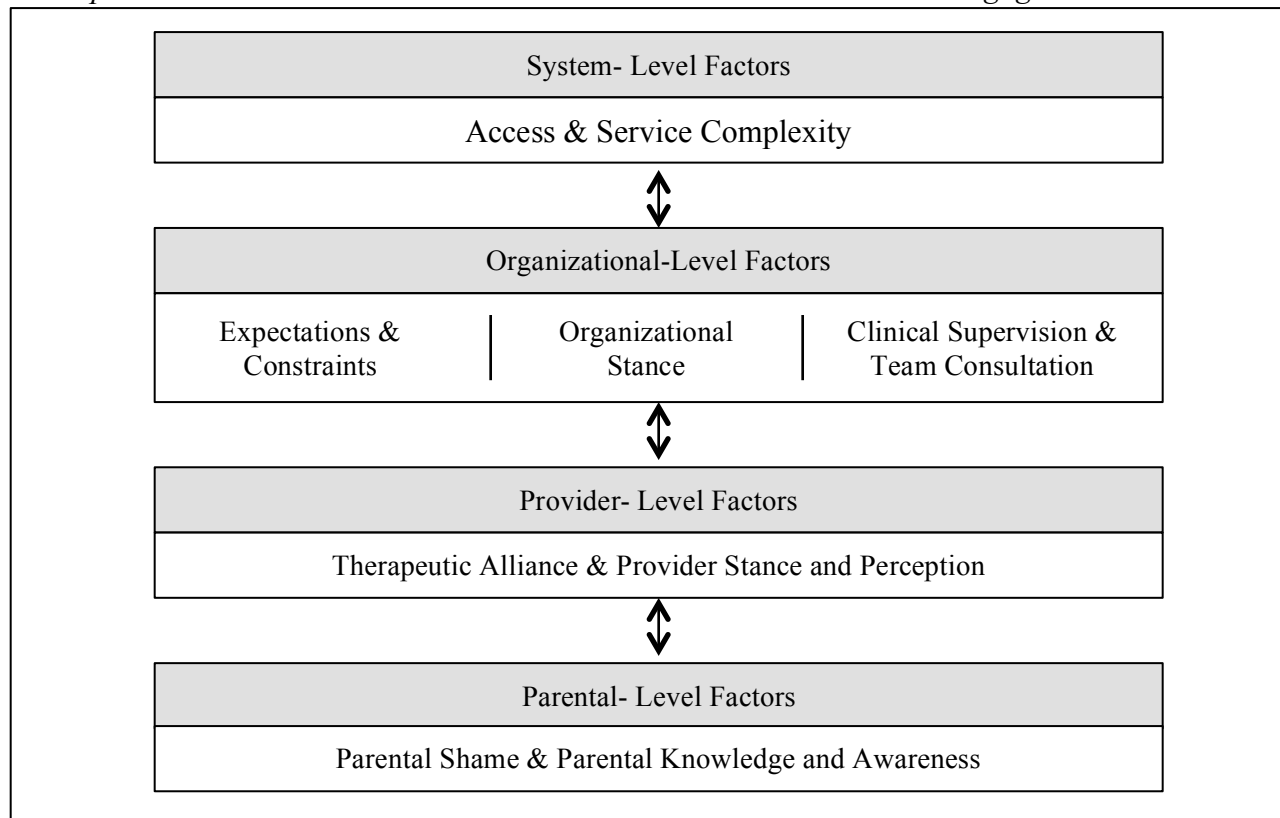 System- Level Factors
Access & Service Complexity
Organizational-Level Factors
Expectations &
Constraints
Organizational
Stance
Clinical Supervision &
Team Consultation
Provider- Level Factors
Therapeutic Alliance & Provider Stance and Perception
Parental- Level Factors
Parental Shame & Parental Knowledge and Awareness